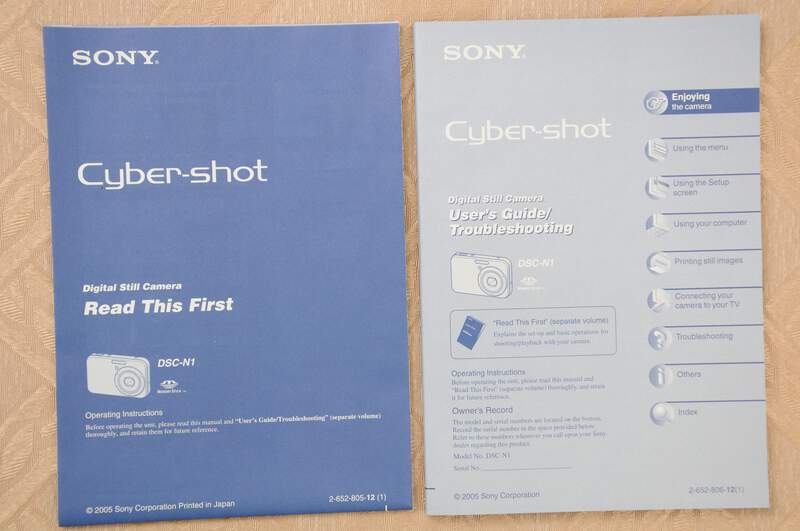 SONY®
Cyber-shot
Digital Still Camera
Read This First
DSC-N1
Operating Instructions
Before operating the unit, please read this manual and "User's Guide/Troubleshooting" (separate volume)
thoroughly, and retain them for future reference.
© 2005 Sony Corporation Printed in Japan
2-652-805-12 (1)
SONY®
Cyber-shot
Digital Still Camera
User's Guide/
Troubleshooting
DSC-N1
"Read This First" (separate volume)
Explains the set-up and basic operations for
shooting/playback with your camera.
Operating Instructions
Before operating the unit, please read this manual and
"Read This First" (separate volume) thoroughly, and retain
it for future reference.
Owner's Record
The model and serial numbers are located on the bottom.
Record the serial number in the space provided below.
Refer to these numbers whenever you call upon your Sony
dealer regarding this product.
Model No. DSC-N1
Serial No.
© 2005 Sony Corporation
2-652-806-12(1)
Enjoying
the camera
Using the menu
Using the Setup
screen
Using your computer
Printing still images
Connecting your
camera to your TV
Troubleshooting
Others
Index